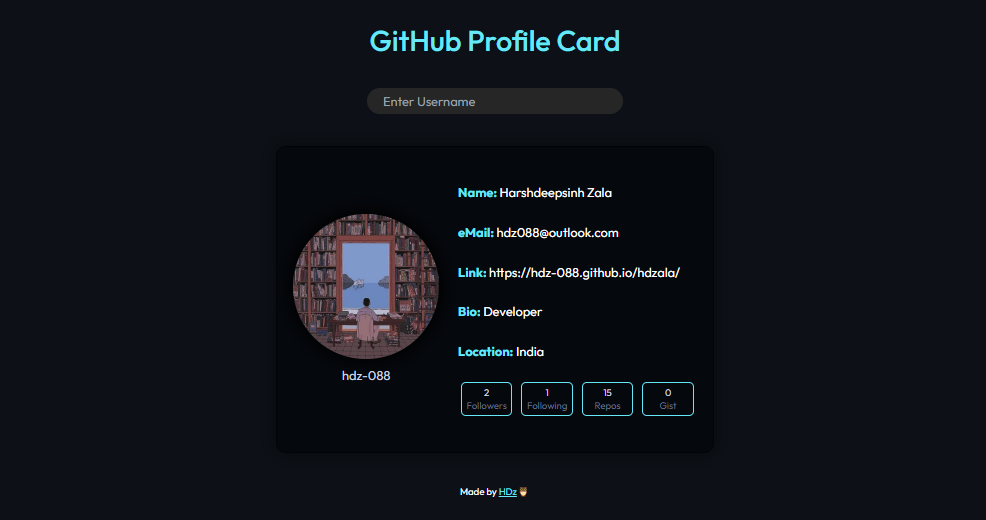 GitHub Profile Card
Enter Username
Name: Harshdeepsinh Zala
eMail: hdz088@outlook.com
Link: https://hdz-088.github.io/hdzala/
Bio: Developer
Location: India
hdz-088
2 1 15 0
Followers Following Repos Gist
Made by HDz